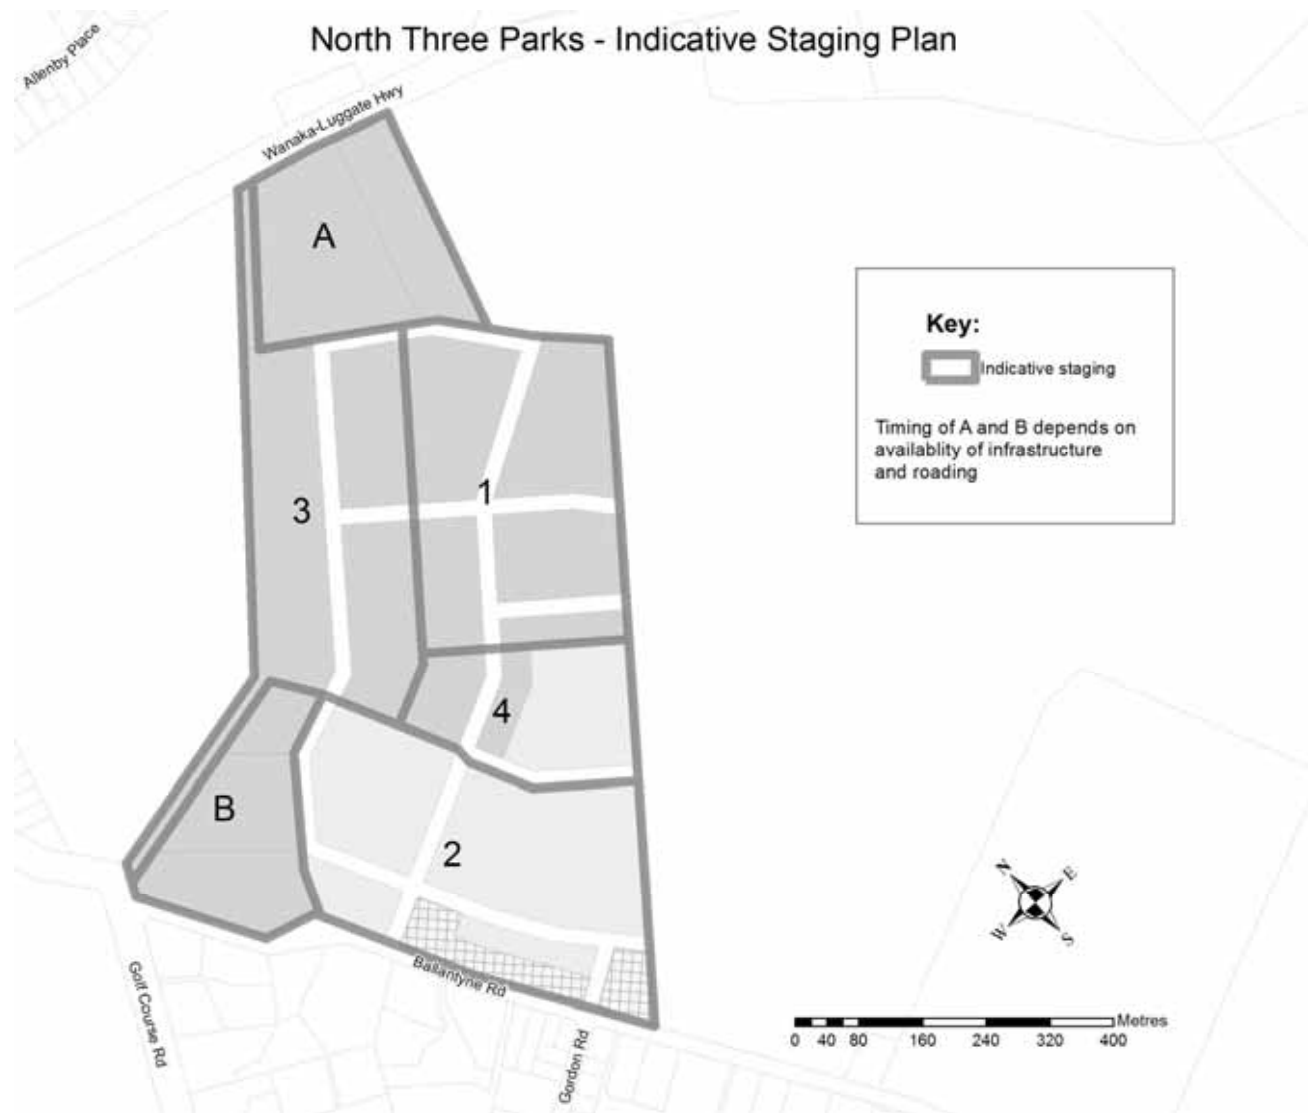 North Three Parks - Indicative Staging Plan
Allenby Place
Wanaka-Luggate Hwy
A
Key:
Indicative staging
Timing of A and B depends on
availablity of infrastructure
and roading
1
3
4
B
2
N
E
W
S
Ballantyne Rd
Golf Course Rd
Gordon Rd
Metres
0 40 80 160 240 320 400